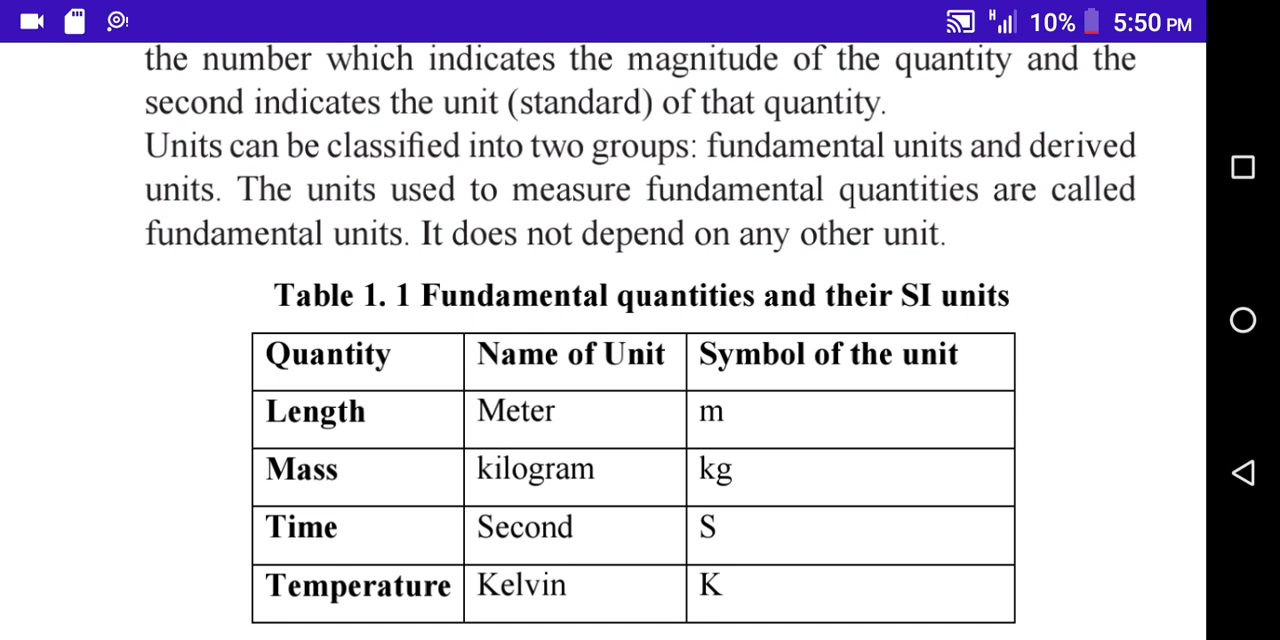 10% 5:50 PM
the number which indicates the magnitude of the quantity and the
second indicates the unit (standard) of that quantity.
Units can be classified into two groups: fundamental units and derived
units. The units used to measure fundamental quantities are called
fundamental units. It does not depend on any other unit.
Table 1. 1 Fundamental quantities and their SI units
Quantity Name of Unit Symbol of the unit
Length Meter m
Mass kilogram kg
Time Second S
Temperature Kelvin K